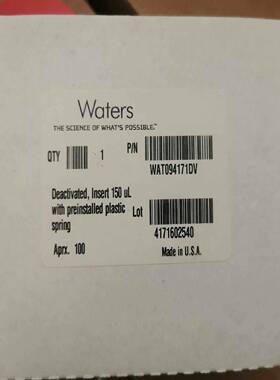 Waters
THE SCIENCE OF WHAT'S POSSIBLE.™
QTY 1 P/N
WAT094171DV
Deactivated, Insert 150 uL
with preinstalled plastic
spring
Lot
4171602540
Aprx. 100
Made in U.S.A.